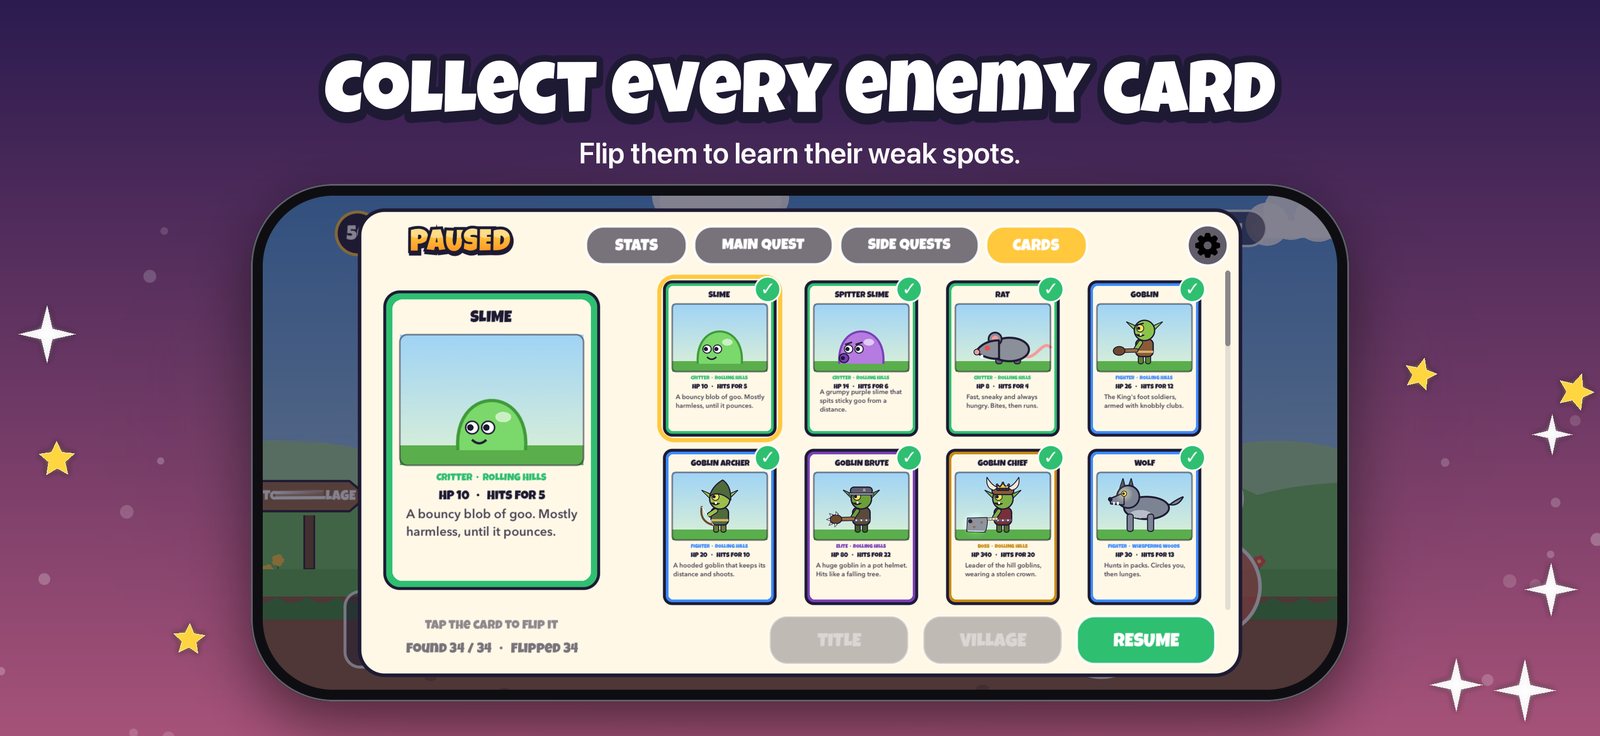 COLLECT EVERY ENEMY CARD
Flip them to learn their weak spots.
PAUSED
STATS
MAIN QUEST
SIDE QUESTS
CARDS
SLIME
CRITTER · ROLLING HILLS
HP 10 · HITS FOR 5
A bouncy blob of goo. Mostly
harmless, until it pounces.
TAP THE CARD TO FLIP IT
FOUND 34 / 34 · FLIPPED 34
SLIME
CRITTER · ROLLING HILLS
HP 10 · HITS FOR 5
A bouncy blob of goo. Mostly
harmless, until it pounces.
SPITTER SLIME
CRITTER · ROLLING HILLS
HP 14 · HITS FOR 6
A grumpy purple slime that
spits sticky goo from a
distance.
RAT
CRITTER · ROLLING HILLS
HP 8 · HITS FOR 4
Fast, sneaky and always
hungry. Bites, then runs.
GOBLIN
FIGHTER · ROLLING HILLS
HP 26 · HITS FOR 12
The King's foot soldiers,
armed with knobbly clubs.
GOBLIN ARCHER
FIGHTER · ROLLING HILLS
HP 20 · HITS FOR 10
A hooded goblin that keeps its
distance and shoots.
GOBLIN BRUTE
ELITE · ROLLING HILLS
HP 80 · HITS FOR 22
A huge goblin in a pot helmet.
Hits like a falling tree.
GOBLIN CHIEF
BOSS · ROLLING HILLS
HP 340 · HITS FOR 20
Leader of the hill goblins,
wearing a stolen crown.
WOLF
FIGHTER · WHISPERING WOODS
HP 30 · HITS FOR 13
Hunts in packs. Circles you,
then lunges.
TITLE
VILLAGE
RESUME